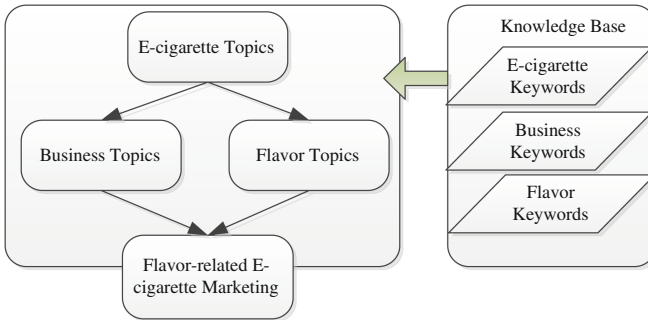 E-cigarette Topics
Business Topics
Flavor Topics
Flavor-related E-
cigarette Marketing
Knowledge Base
E-cigarette
Keywords
Business
Keywords
Flavor
Keywords